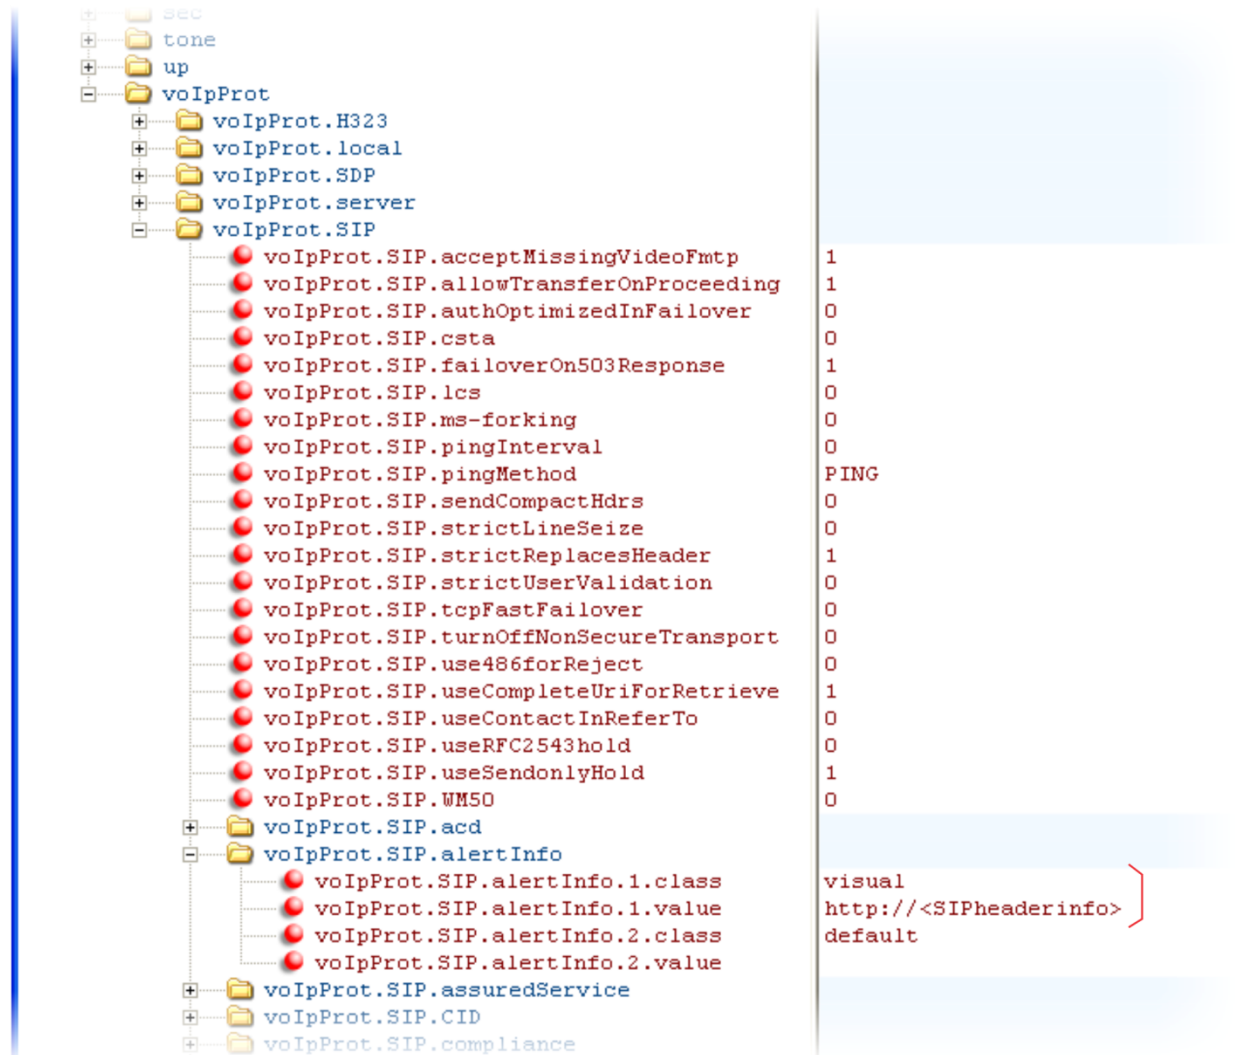 sec
tone
up
voIpProt
voIpProt.H323
voIpProt.local
voIpProt.SDP
voIpProt.server
voIpProt.SIP
voIpProt.SIP.acceptMissingVideoFmtp 1
voIpProt.SIP.allowTransferOnProceeding 1
voIpProt.SIP.authOptimizedInFailover 0
voIpProt.SIP.csta 0
voIpProt.SIP.failoverOn503Response 1
voIpProt.SIP.lcs 0
voIpProt.SIP.ms-forking 0
voIpProt.SIP.pingInterval 0
voIpProt.SIP.pingMethod PING
voIpProt.SIP.sendCompactHdrs 0
voIpProt.SIP.strictLineSeize 0
voIpProt.SIP.strictReplacesHeader 1
voIpProt.SIP.strictUserValidation 0
voIpProt.SIP.tcpFastFailover 0
voIpProt.SIP.turnOffNonSecureTransport 0
voIpProt.SIP.use486forReject 0
voIpProt.SIP.useCompleteUriForRetrieve 1
voIpProt.SIP.useContactInReferTo 0
voIpProt.SIP.useRFC2543hold 0
voIpProt.SIP.useSendonlyHold 1
voIpProt.SIP.WM50 0
voIpProt.SIP.acd
voIpProt.SIP.alertInfo
voIpProt.SIP.alertInfo.1.class visual
voIpProt.SIP.alertInfo.1.value http://<SIPheaderinfo>
voIpProt.SIP.alertInfo.2.class default
voIpProt.SIP.alertInfo.2.value
voIpProt.SIP.assuredService
voIpProt.SIP.CID
voIpProt.SIP.compliance